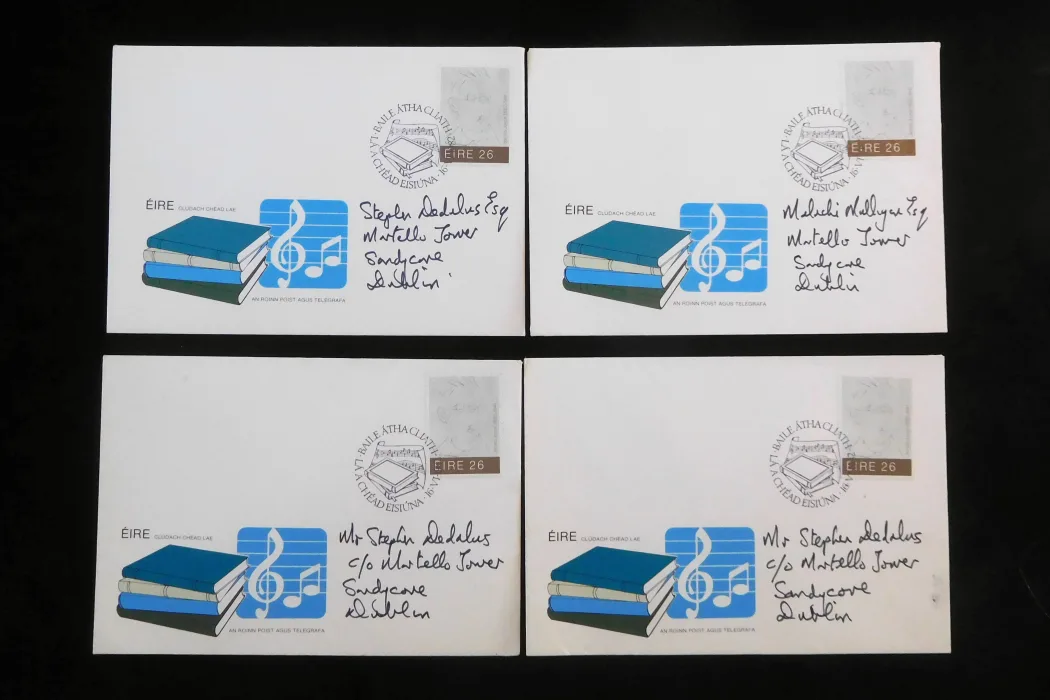 BAILE ÁTHA CLIATH
LÁ A CHÉAD EISIÚNA
ÉIRE 26
ÉIRE CLÚDACH CHÉAD LAE
AN ROINN POIST AGUS TELEGRAFA
Stephen Dedalus Esq
Martello Tower
Sandycove
Dublin
BAILE ÁTHA CLIATH
LÁ A CHÉAD EISIÚNA
ÉIRE 26
ÉIRE CLÚDACH CHÉAD LAE
AN ROINN POIST AGUS TELEGRAFA
Malachi Mulligan Esq
Martello Tower
Sandycove
Dublin
BAILE ÁTHA CLIATH
LÁ A CHÉAD EISIÚNA
ÉIRE 26
ÉIRE CLÚDACH CHÉAD LAE
AN ROINN POIST AGUS TELEGRAFA
Mr Stephen Dedalus
c/o Martello Tower
Sandycove
Dublin
BAILE ÁTHA CLIATH
LÁ A CHÉAD EISIÚNA
ÉIRE 26
ÉIRE CLÚDACH CHÉAD LAE
AN ROINN POIST AGUS TELEGRAFA
Mr Stephen Dedalus
c/o Martello Tower
Sandycove
Dublin